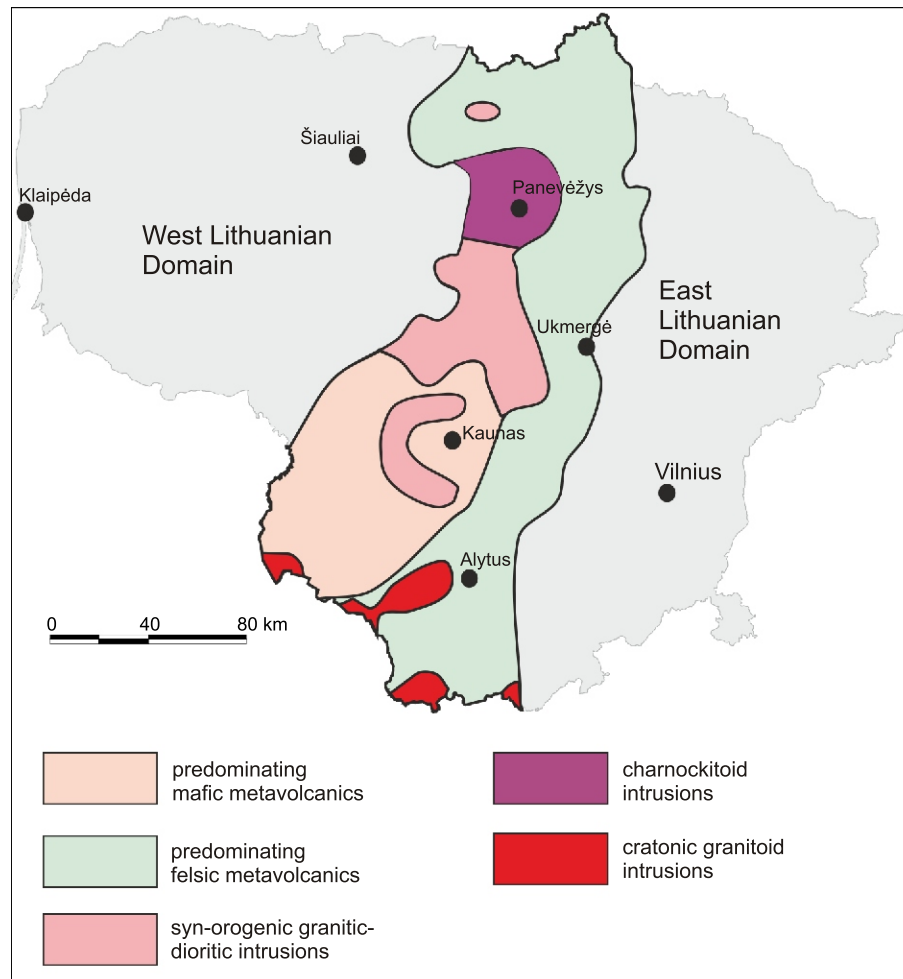 Šiauliai
Panevėžys
Klaipėda
West Lithuanian
Domain
East
Lithuanian
Domain
Ukmergė
Kaunas
Vilnius
Alytus
0 40 80 km
predominating
mafic metavolcanics
predominating
felsic metavolcanics
syn-orogenic granitic-
dioritic intrusions
charnockitoid
intrusions
cratonic granitoid
intrusions